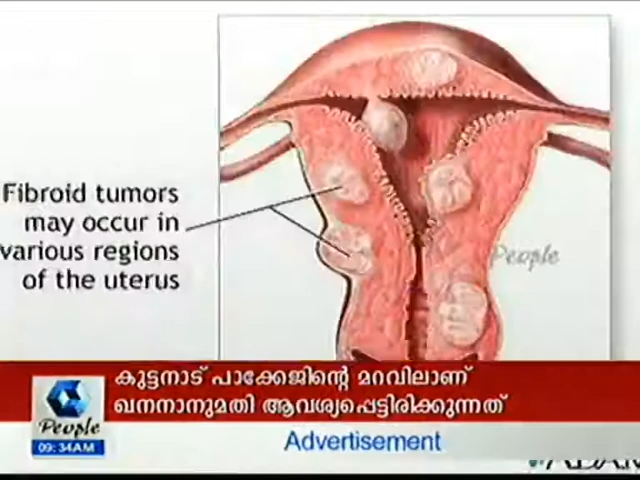 Fibroid tumors
may occur in
various regions
of the uterus
People
കുട്ടനാട് പാക്കേജിന്റെ മറവിലാണ്
ഖനനാനുമതി ആവശ്യപ്പെട്ടിരിക്കുന്നത്
People
09:34AM
Advertisement